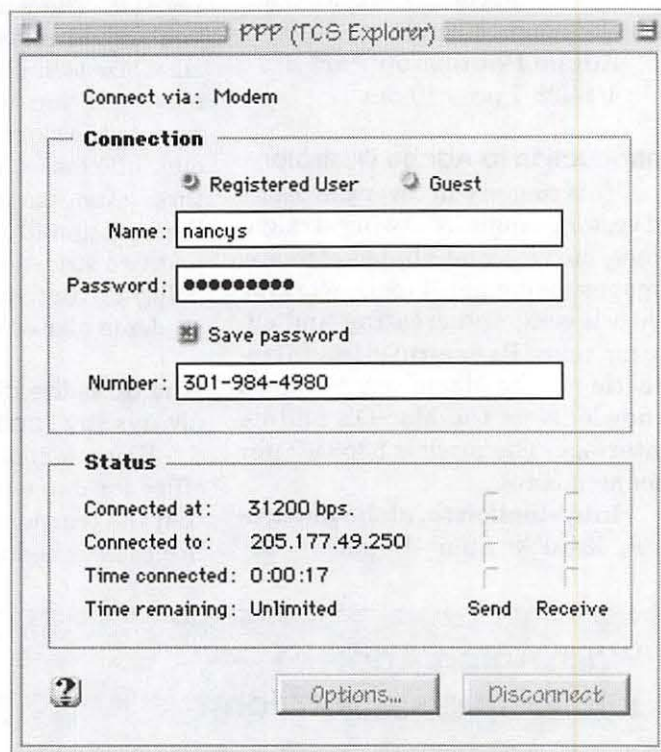 PPP (TCS Explorer)
Connect via: Modem
Connection
Registered User Guest
Name: nancys
Password: •••••••••
Save password
Number: 301-984-4980
Status
Connected at: 31200 bps.
Connected to: 205.177.49.250
Time connected: 0:00:17
Time remaining: Unlimited Send Receive
? Options... Disconnect